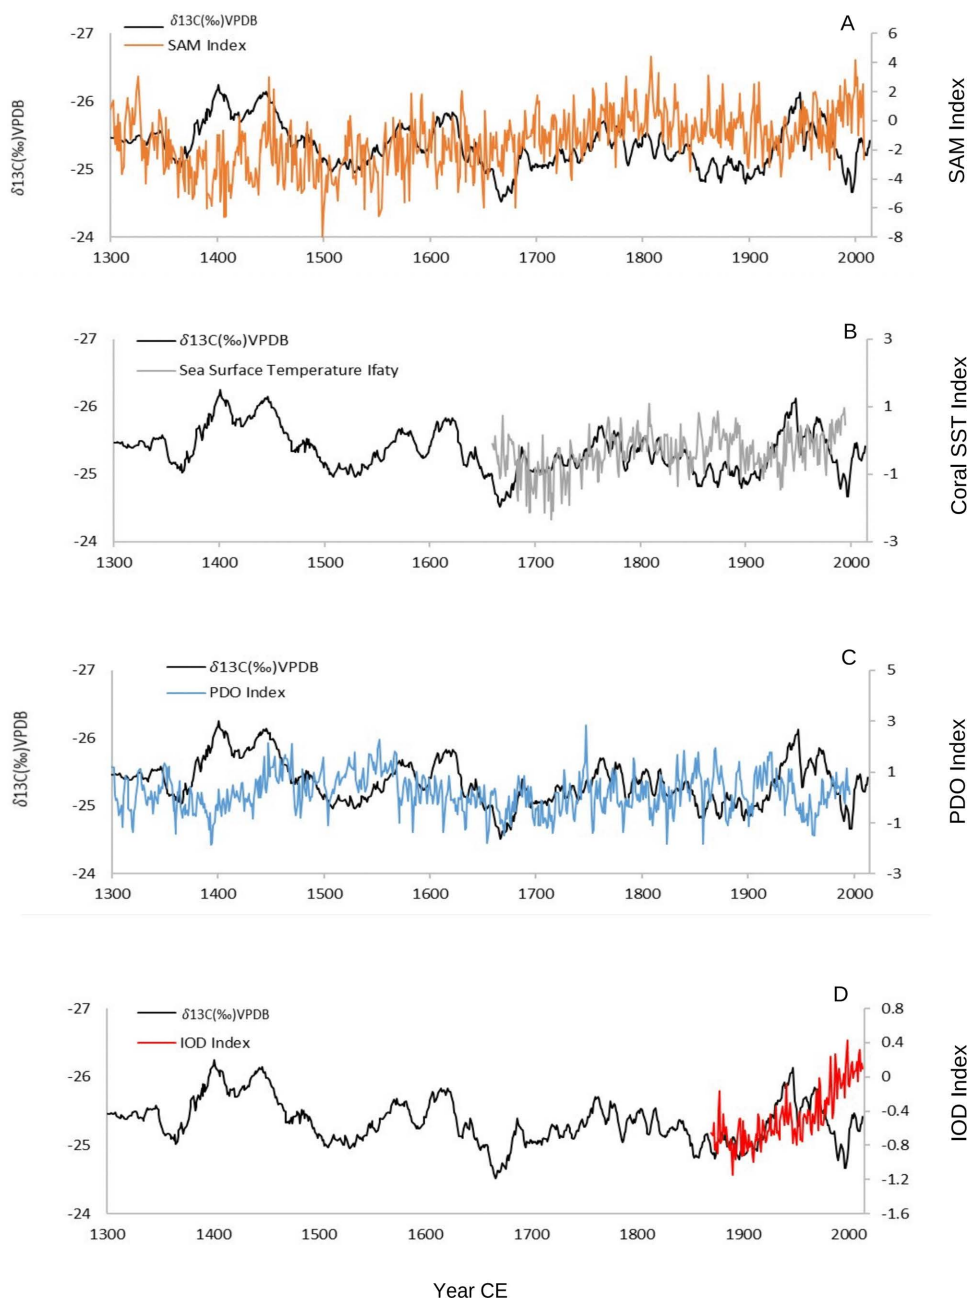 A
-27
-26
-25
-24
δ13C(‰)VPDB
δ13C(‰)VPDB
SAM Index
6
4
2
0
-2
-4
-6
-8
SAM Index
1300 1400 1500 1600 1700 1800 1900 2000
B
-27
-26
-25
-24
δ13C(‰)VPDB
Sea Surface Temperature Ifaty
3
1
-1
-3
Coral SST Index
1300 1400 1500 1600 1700 1800 1900 2000
C
-27
-26
-25
-24
δ13C(‰)VPDB
δ13C(‰)VPDB
PDO Index
5
3
1
-1
-3
PDO Index
1300 1400 1500 1600 1700 1800 1900 2000
D
-27
-26
-25
-24
δ13C(‰)VPDB
IOD Index
0.8
0.4
0
-0.4
-0.8
-1.2
-1.6
IOD Index
1300 1400 1500 1600 1700 1800 1900 2000
Year CE